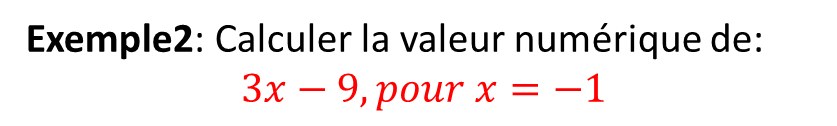 Exemple2: Calculer la valeur numérique de:
3x − 9, pour x = −1